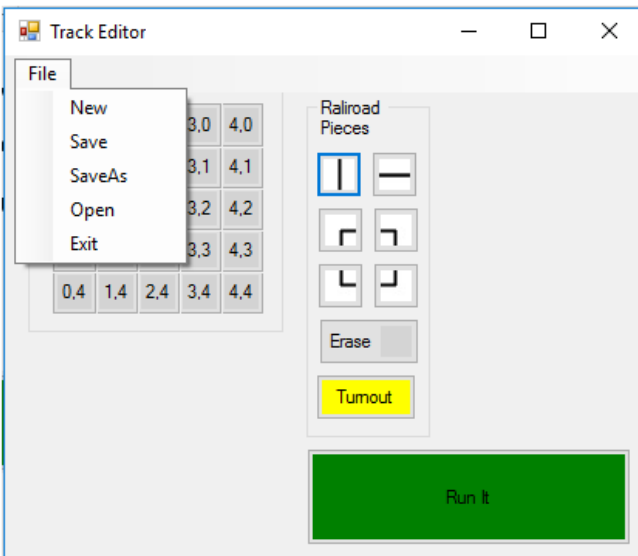 Track Editor
File
New
Save
SaveAs
Open
Exit
3,0 4,0
3,1 4,1
3,2 4,2
3,3 4,3
0,4 1,4 2,4 3,4 4,4
Raliroad
Pieces
Erase
Turnout
Run It